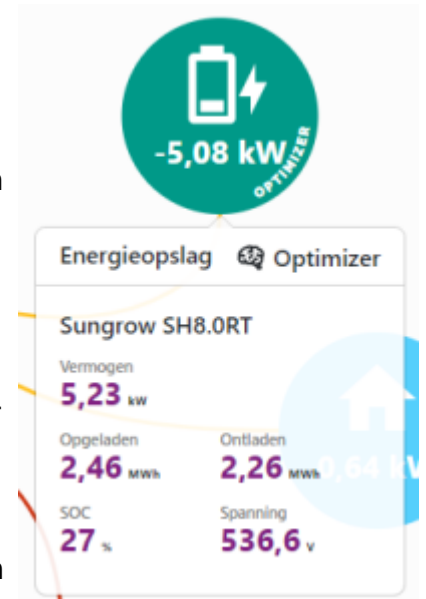 -5,08 kW
OPTIMIZER
Energieopslag Optimizer
Sungrow SH8.0RT
Vermogen
5,23 kW
Opgeladen Ontladen
2,46 MWh 2,26 MWh
SOC Spanning
27 % 536,6 V